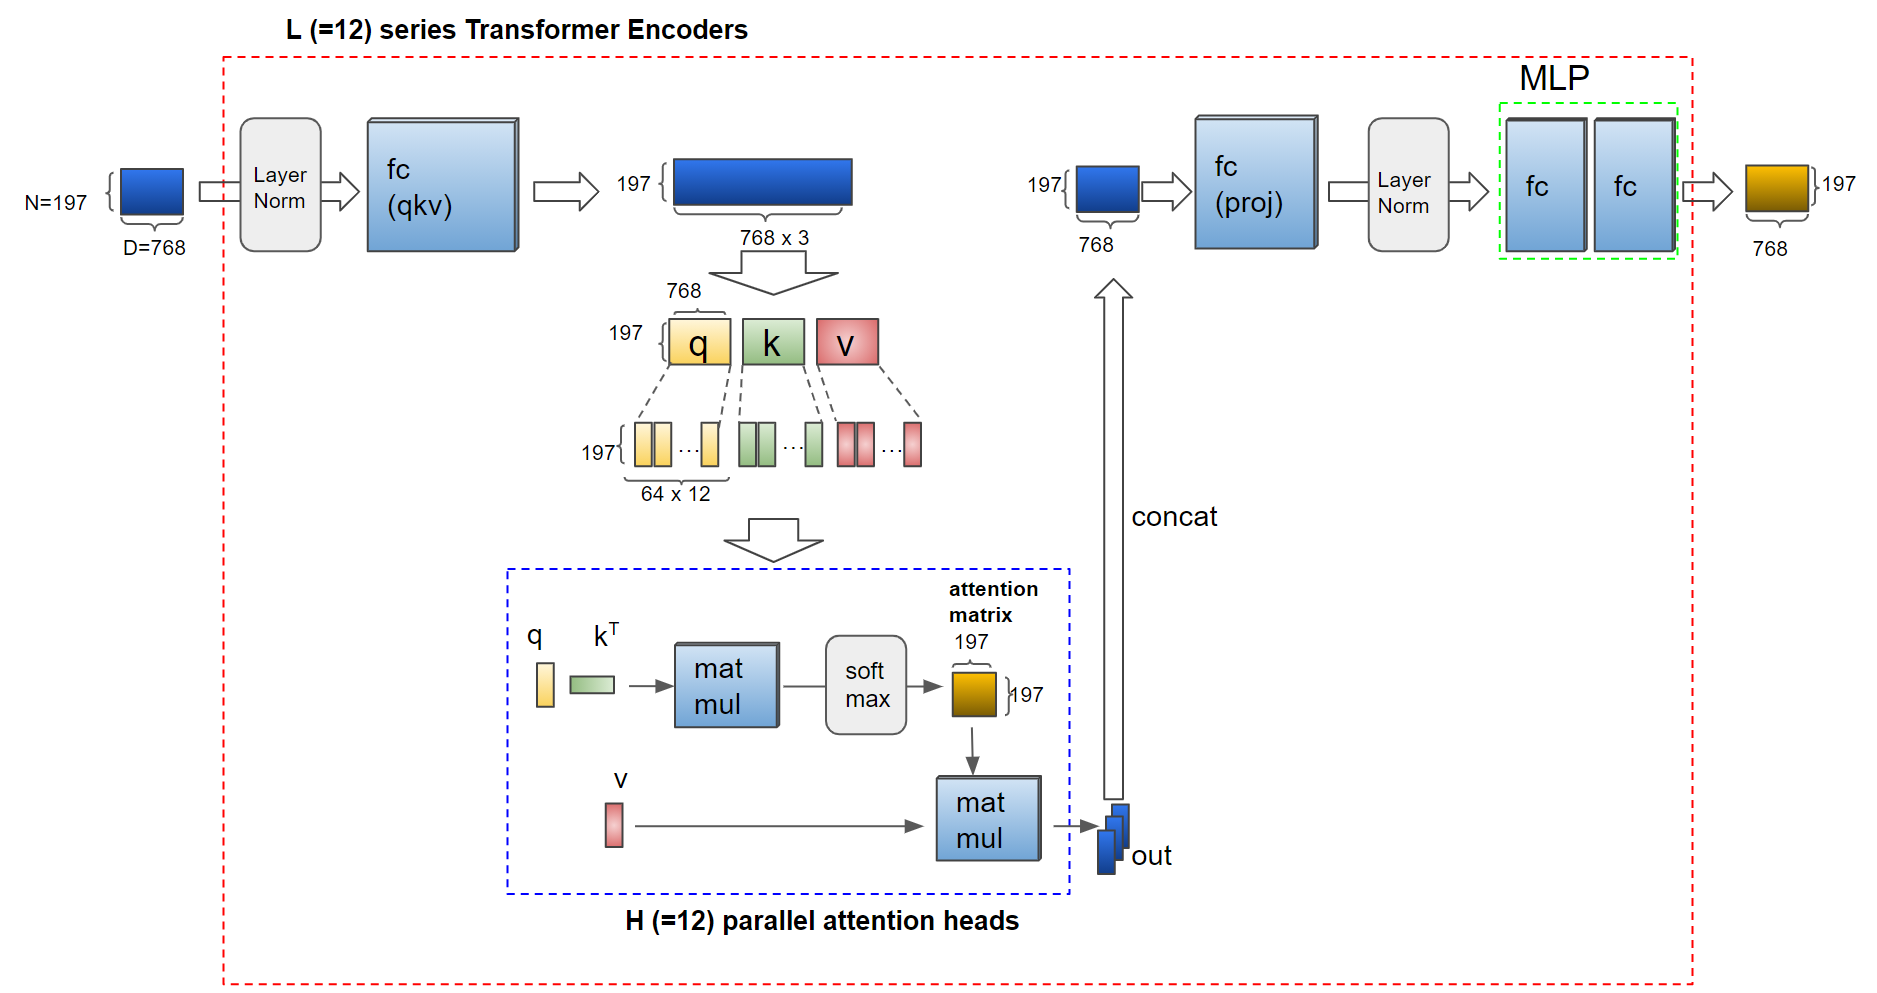 L (=12) series Transformer Encoders
MLP
N=197
D=768
Layer
Norm
fc
(qkv)
197
768 x 3
197
768
fc
(proj)
Layer
Norm
fc
fc
197
768
768
197
q
k
v
197
...
...
...
64 x 12
concat
attention
matrix
197
q
k^T
mat
mul
soft
max
197
v
mat
mul
out
H (=12) parallel attention heads